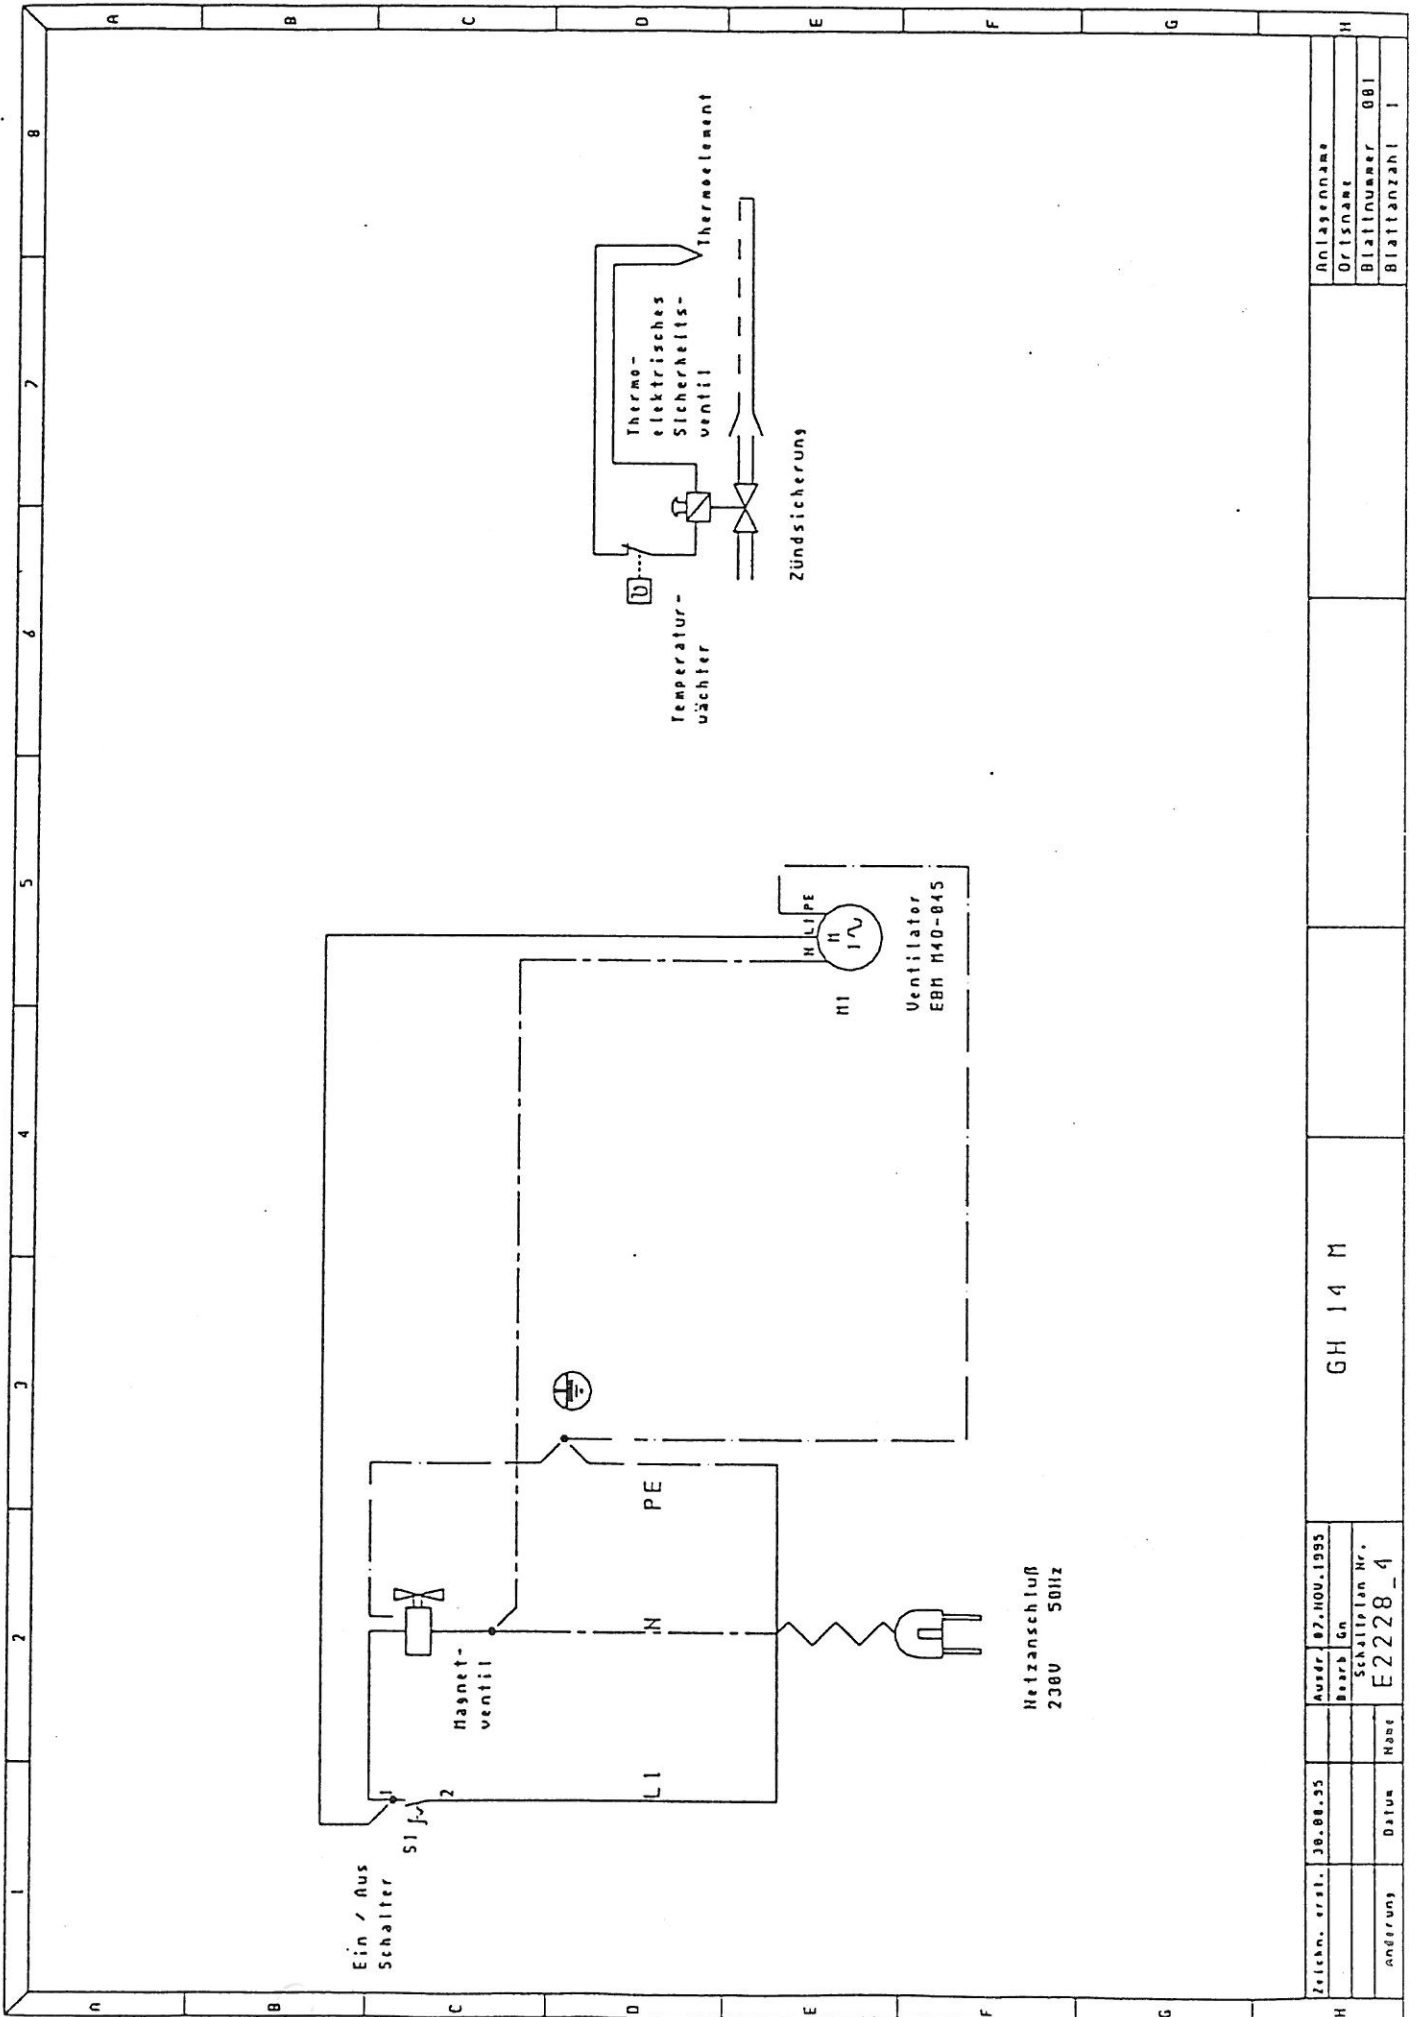 1
2
3
4
5
6
7
8
A
B
C
D
E
F
G
H
A
B
C
D
E
F
G
H
Ein / Aus
Schalter
S1
1
2
Magnet-
ventil
L1
N
PE
Netzanschluß
230V 50Hz
N L1 PE
M
1
M1
Ventilator
EBM M4Q-045
Temperatur-
wächter
Thermo-
elektrisches
Sicherheits-
ventil
Thermoelement
Zündsicherung
Zeichn. erst. 30.08.95
Änderung Datum Name
Ausdr. 07.NOV.1995
Bearb Gn
Schaltplan Nr.
E2228_4
GH 14 M
Anlagenname
Ortsname
Blattnummer 001
Blattanzahl 1